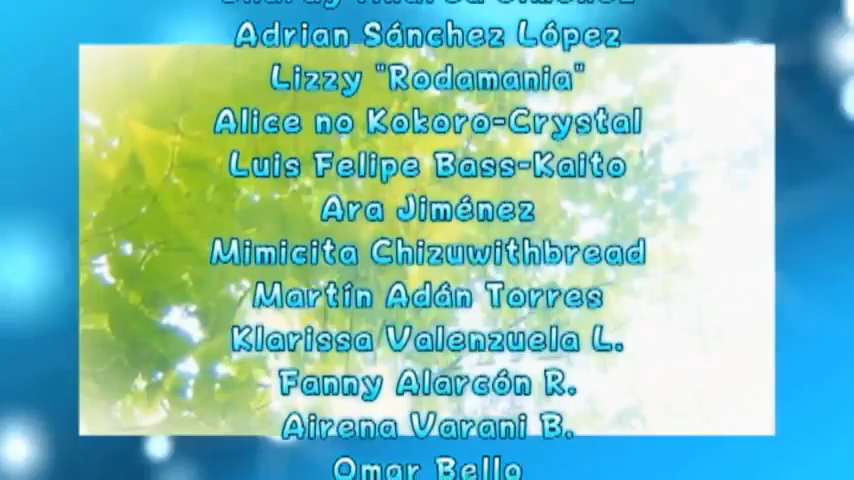 Adrian Sánchez López
Lizzy "Rodamania"
Alice no Kokoro-Crystal
Luis Felipe Bass-Kaito
Ara Jiménez
Mimicita Chizuwithbread
Martín Adán Torres
Klarissa Valenzuela L.
Fanny Alarcón R.
Airena Varani B.
Omar Bello